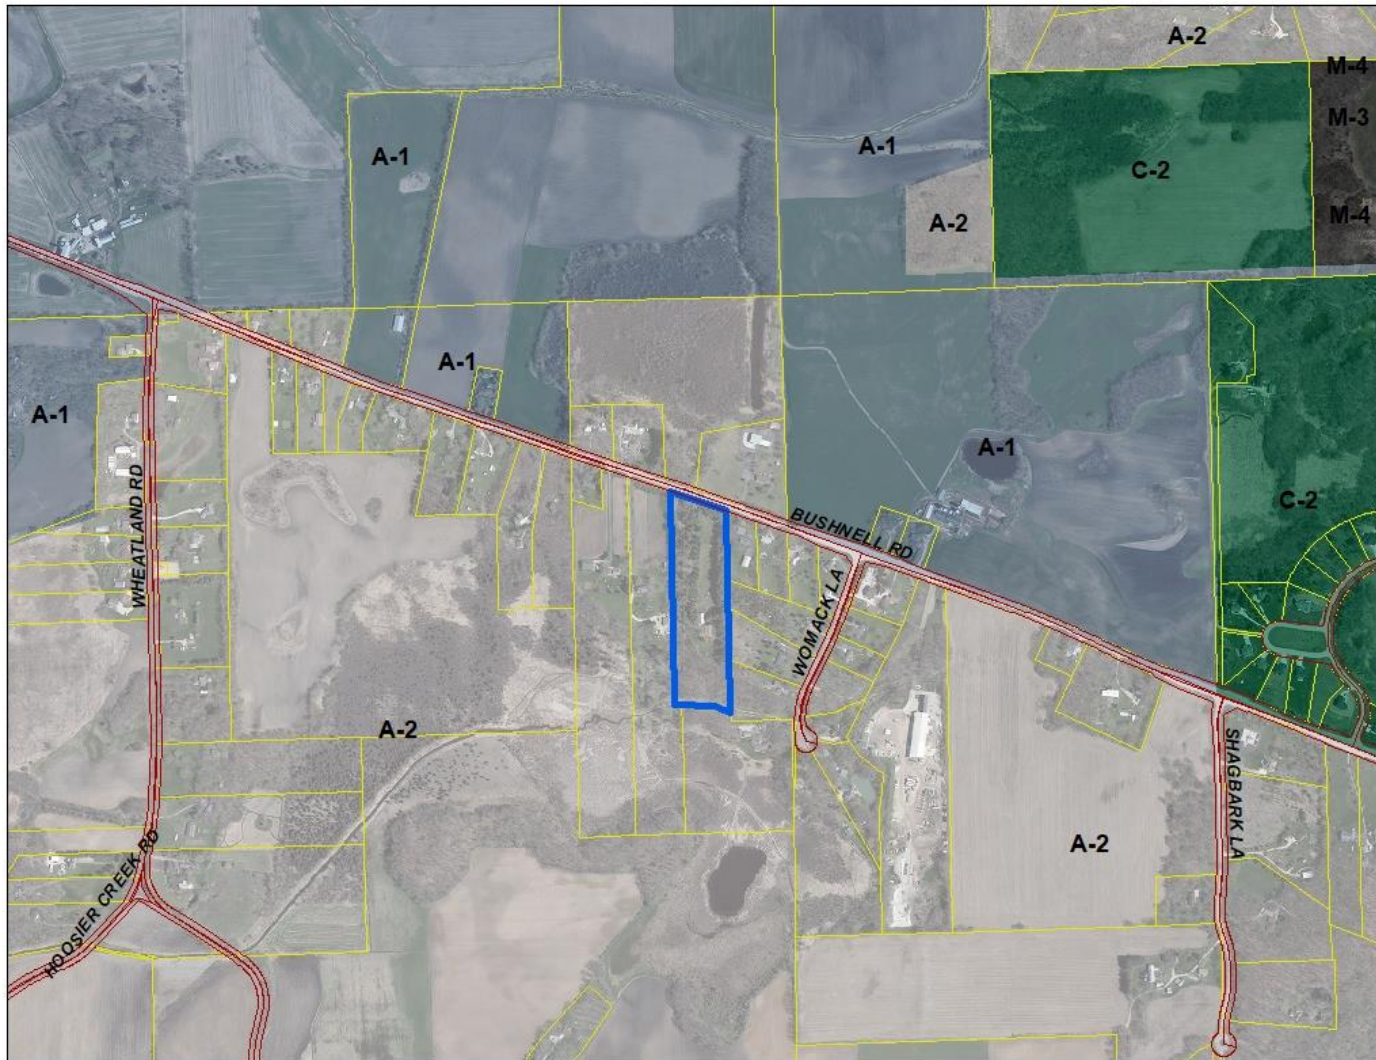 A-2
M-4
M-3
A-1
A-1
C-2
A-2
M-4
A-1
A-1
A-1
C-2
WHEATLAND RD
BUSHNELL RD
WOMACK LA
A-2
SHAGBARK LA
A-2
HOOSIER CREEK RD